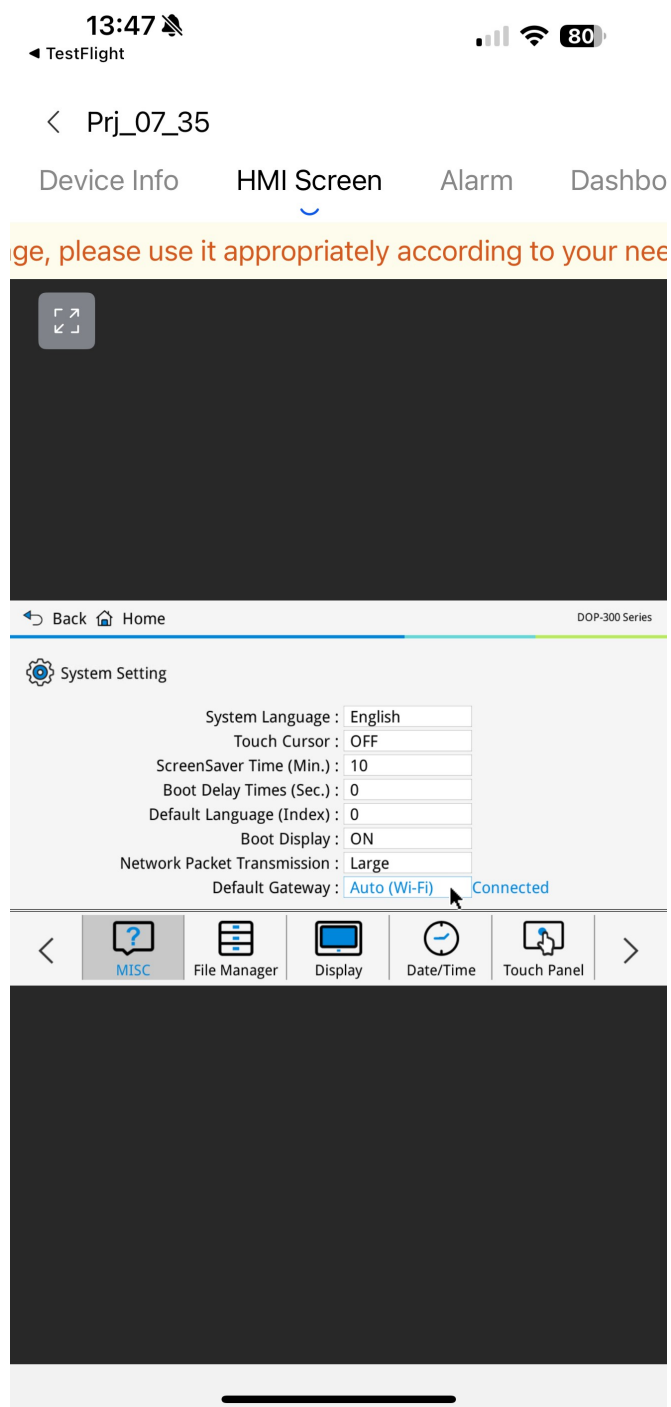 13:47
80
TestFlight
Prj_07_35
Device Info HMI Screen Alarm Dashbo
ge, please use it appropriately according to your nee
Back Home DOP-300 Series
System Setting
System Language : English
Touch Cursor : OFF
ScreenSaver Time (Min.) : 10
Boot Delay Times (Sec.) : 0
Default Language (Index) : 0
Boot Display : ON
Network Packet Transmission : Large
Default Gateway : Auto (Wi-Fi) Connected
MISC File Manager Display Date/Time Touch Panel